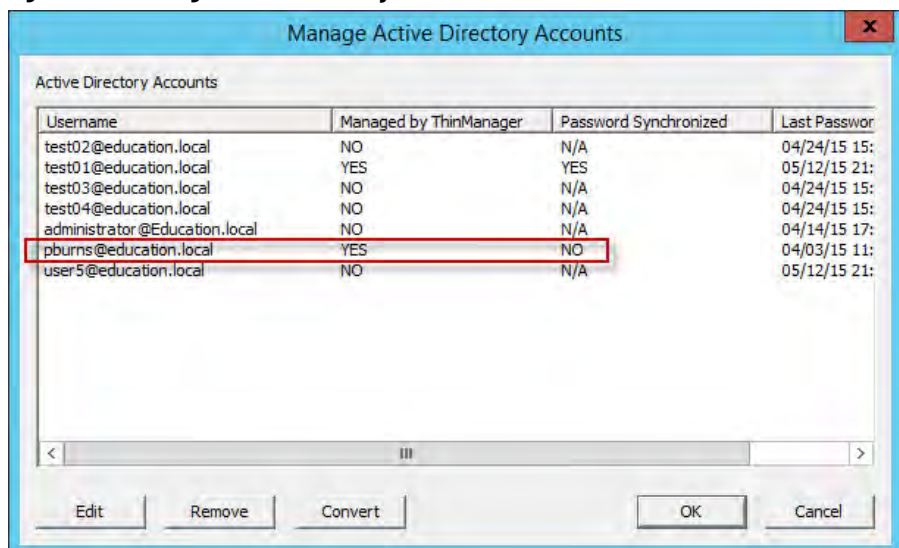 Manage Active Directory Accounts
x
Active Directory Accounts
Username Managed by ThinManager Password Synchronized Last Passwor
test02@education.local NO N/A 04/24/15 15:
test01@education.local YES YES 05/12/15 21:
test03@education.local NO N/A 04/24/15 15:
test04@education.local NO N/A 04/24/15 15:
administrator@Education.local NO N/A 04/14/15 17:
pburns@education.local YES NO 04/03/15 11:
user5@education.local NO N/A 05/12/15 21:
Edit Remove Convert OK Cancel